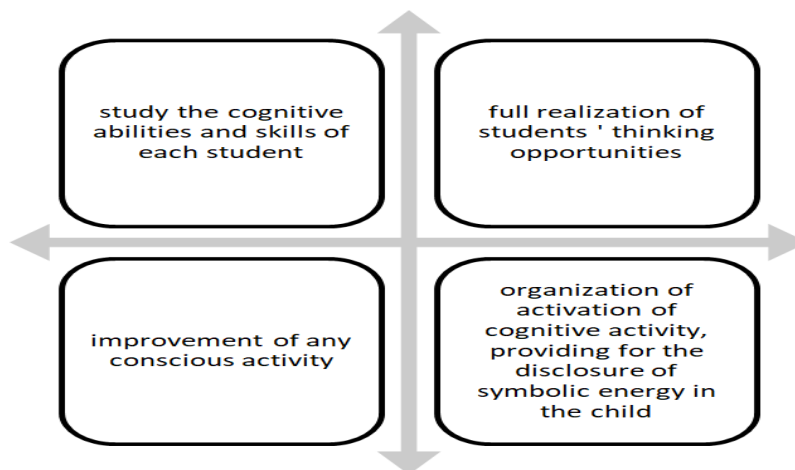 study the cognitive
abilities and skills of
each student
full realization of
students ' thinking
opportunities
improvement of any
conscious activity
organization of
activation of
cognitive activity,
providing for the
disclosure of
symbolic energy in
the child